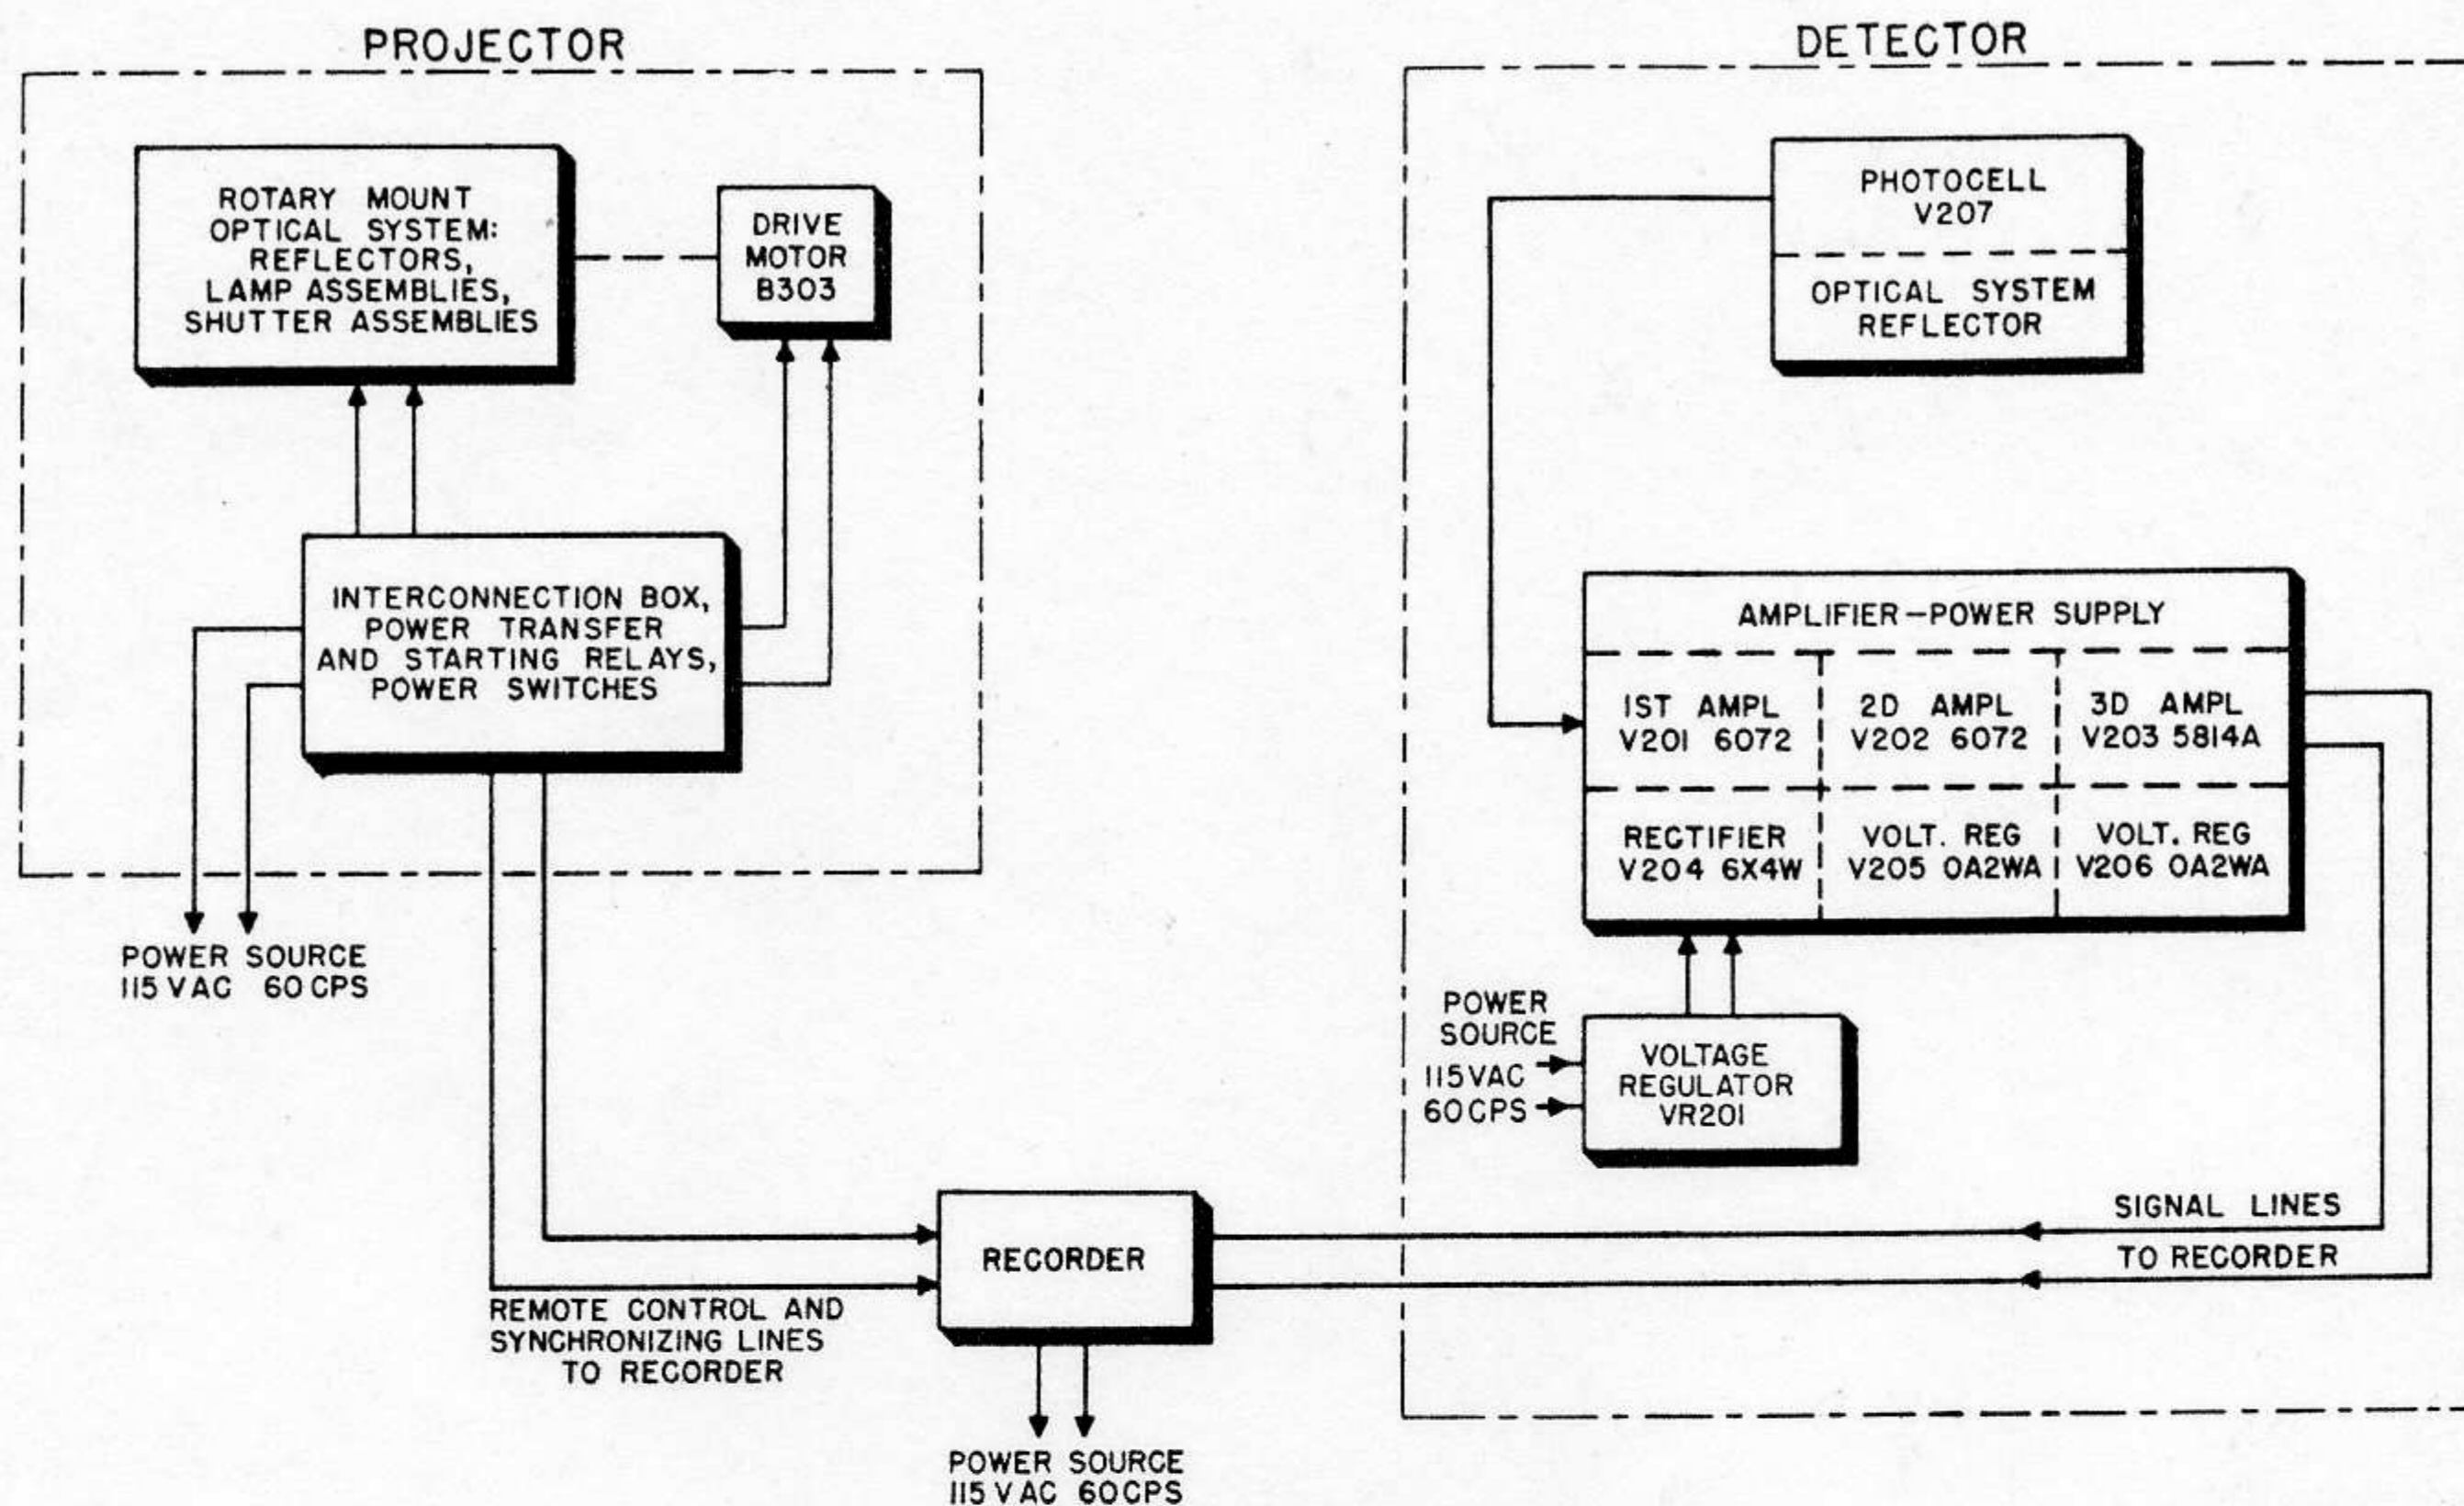 PROJECTOR
ROTARY MOUNT
OPTICAL SYSTEM:
REFLECTORS,
LAMP ASSEMBLIES,
SHUTTER ASSEMBLIES
DRIVE
MOTOR
B303
INTERCONNECTION BOX,
POWER TRANSFER
AND STARTING RELAYS,
POWER SWITCHES
POWER SOURCE
115 VAC 60 CPS
REMOTE CONTROL AND
SYNCHRONIZING LINES
TO RECORDER
RECORDER
POWER SOURCE
115 VAC 60 CPS
DETECTOR
PHOTOCELL
V207
OPTICAL SYSTEM
REFLECTOR
AMPLIFIER-POWER SUPPLY
1ST AMPL
V201 6072
2D AMPL
V202 6072
3D AMPL
V203 5814A
RECTIFIER
V204 6X4W
VOLT. REG
V205 OA2WA
VOLT. REG
V206 OA2WA
POWER
SOURCE
115VAC
60CPS
VOLTAGE
REGULATOR
VR201
SIGNAL LINES
TO RECORDER